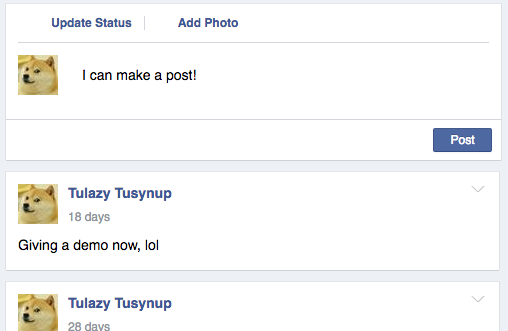 Update Status Add Photo
I can make a post!
Post
Tulazy Tusynup
18 days
Giving a demo now, lol
Tulazy Tusynup
28 days